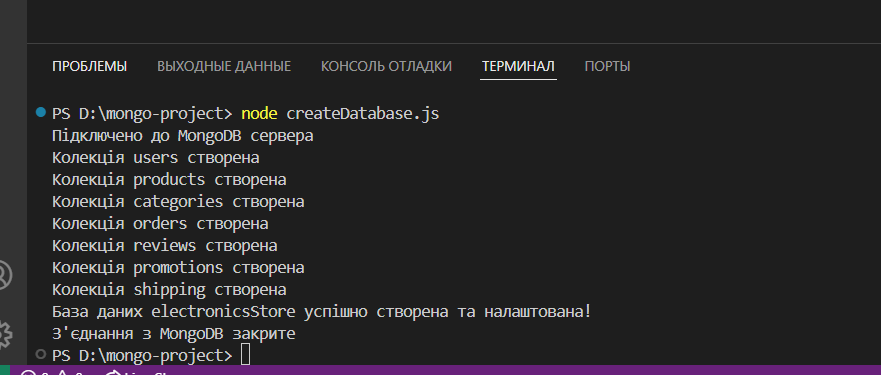 ПРОБЛЕМЫ ВЫХОДНЫЕ ДАННЫЕ КОНСОЛЬ ОТЛАДКИ ТЕРМИНАЛ ПОРТЫ
PS D:\mongo-project> node createDatabase.js
Підключено до MongoDB сервера
Колекція users створена
Колекція products створена
Колекція categories створена
Колекція orders створена
Колекція reviews створена
Колекція promotions створена
Колекція shipping створена
База даних electronicsStore успішно створена та налаштована!
З'єднання з MongoDB закрите
PS D:\mongo-project>